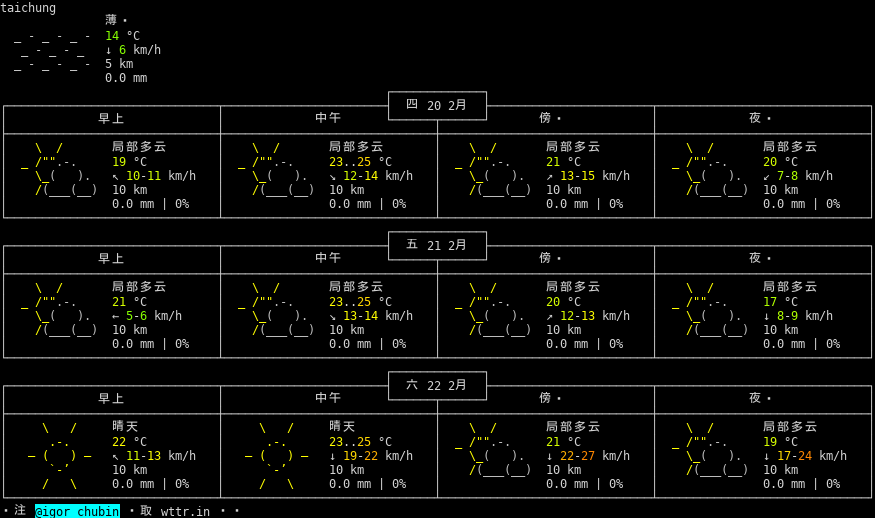 taichung
薄 •
14 °C
↓ 6 km/h
5 km
0.0 mm
四 20 2月
早上 中午 傍 • 夜 •
局部多云 局部多云 局部多云 局部多云
19 °C 23..25 °C 21 °C 20 °C
↖ 10-11 km/h ↘ 12-14 km/h ↗ 13-15 km/h ↙ 7-8 km/h
10 km 10 km 10 km 10 km
0.0 mm | 0% 0.0 mm | 0% 0.0 mm | 0% 0.0 mm | 0%
五 21 2月
早上 中午 傍 • 夜 •
局部多云 局部多云 局部多云 局部多云
21 °C 23..25 °C 20 °C 17 °C
← 5-6 km/h ↘ 13-14 km/h ↗ 12-13 km/h ↓ 8-9 km/h
10 km 10 km 10 km 10 km
0.0 mm | 0% 0.0 mm | 0% 0.0 mm | 0% 0.0 mm | 0%
六 22 2月
早上 中午 傍 • 夜 •
晴天 晴天 局部多云 局部多云
22 °C 23..25 °C 21 °C 19 °C
↖ 11-13 km/h ↓ 19-22 km/h ↓ 22-27 km/h ↓ 17-24 km/h
10 km 10 km 10 km 10 km
0.0 mm | 0% 0.0 mm | 0% 0.0 mm | 0% 0.0 mm | 0%
• 注 @igor_chubin • 取 wttr.in • •